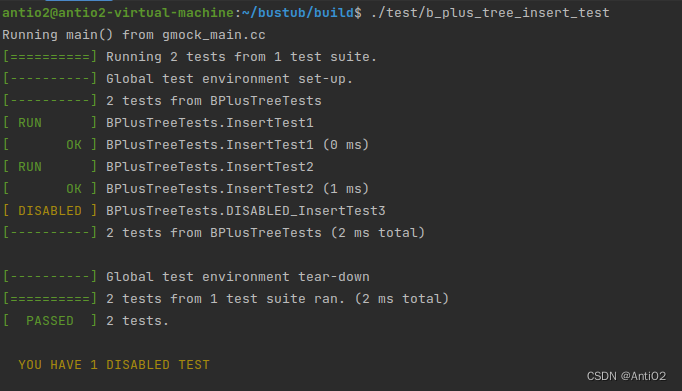 antio2@antio2-virtual-machine:~/bustub/build$ ./test/b_plus_tree_insert_test
Running main() from gmock_main.cc
[==========] Running 2 tests from 1 test suite.
[----------] Global test environment set-up.
[----------] 2 tests from BPlusTreeTests
[ RUN      ] BPlusTreeTests.InsertTest1
[       OK ] BPlusTreeTests.InsertTest1 (0 ms)
[ RUN      ] BPlusTreeTests.InsertTest2
[       OK ] BPlusTreeTests.InsertTest2 (1 ms)
[ DISABLED ] BPlusTreeTests.DISABLED_InsertTest3
[----------] 2 tests from BPlusTreeTests (2 ms total)
[----------] Global test environment tear-down
[==========] 2 tests from 1 test suite ran. (2 ms total)
[  PASSED  ] 2 tests.
YOU HAVE 1 DISABLED TEST
CSDN @AntiO2